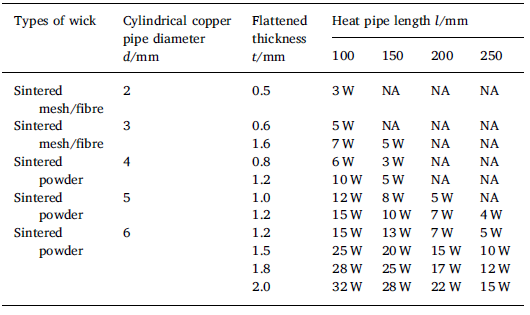 Types of wick Cylindrical copper Flattened Heat pipe length l/mm
pipe diameter thickness
d/mm t/mm 100 150 200 250
Sintered 2 0.5 3 W NA NA NA
mesh/fibre
Sintered 3 0.6 5 W NA NA NA
mesh/fibre 1.6 7 W 5 W NA NA
Sintered 4 0.8 6 W 3 W NA NA
powder 1.2 10 W 5 W NA NA
Sintered 5 1.0 12 W 8 W 5 W NA
powder 1.2 15 W 10 W 7 W 4 W
Sintered 6 1.2 15 W 13 W 7 W 5 W
powder 1.5 25 W 20 W 15 W 10 W
1.8 28 W 25 W 17 W 12 W
2.0 32 W 28 W 22 W 15 W